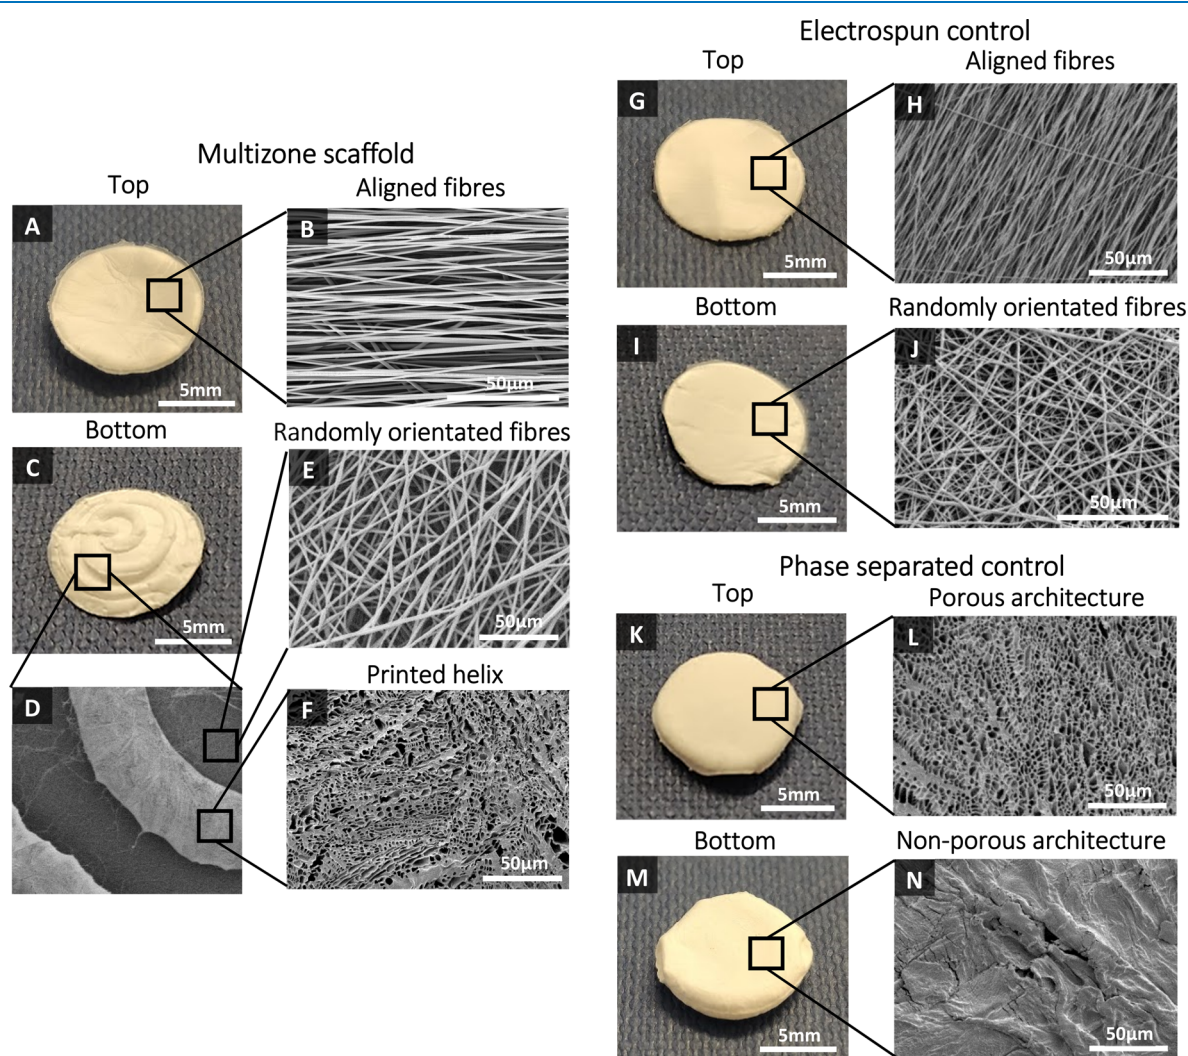 Multizone scaffold
Top
Aligned fibres
A
5mm
B
50µm
Bottom
Randomly orientated fibres
C
5mm
E
50µm
Printed helix
D
F
50µm
Electrospun control
Top
Aligned fibres
G
5mm
H
50µm
Bottom
Randomly orientated fibres
I
5mm
J
50µm
Phase separated control
Top
Porous architecture
K
5mm
L
50µm
Bottom
Non-porous architecture
M
5mm
N
50µm